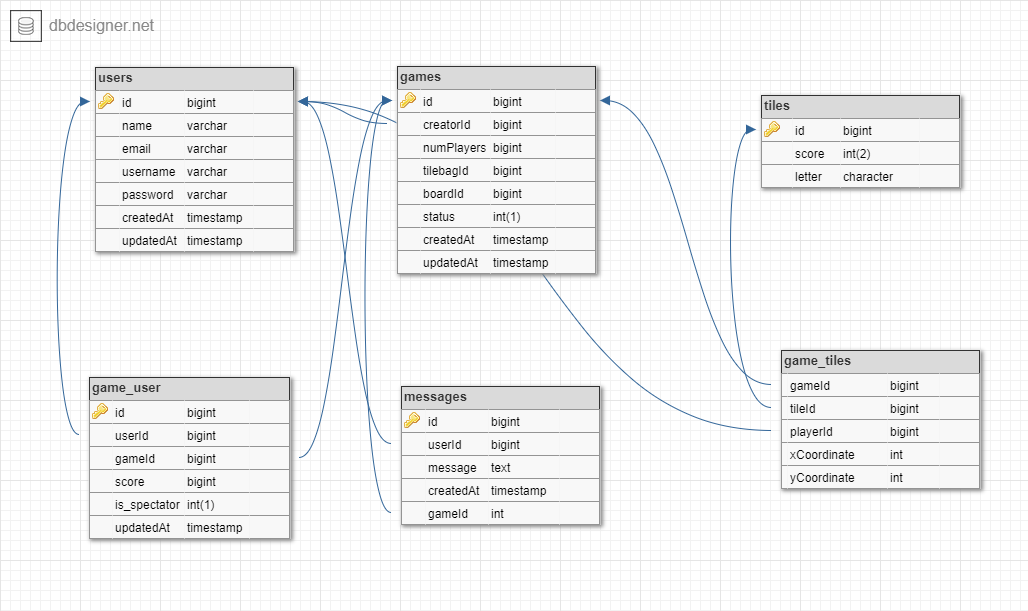 dbdesigner.net
users
id bigint
name varchar
email varchar
username varchar
password varchar
createdAt timestamp
updatedAt timestamp
games
id bigint
creatorId bigint
numPlayers bigint
tilebagId bigint
boardId bigint
status int(1)
createdAt timestamp
updatedAt timestamp
tiles
id bigint
score int(2)
letter character
game_user
id bigint
userId bigint
gameId bigint
score bigint
is_spectator int(1)
updatedAt timestamp
messages
id bigint
userId bigint
message text
createdAt timestamp
gameId int
game_tiles
gameId bigint
tileId bigint
playerId bigint
xCoordinate int
yCoordinate int